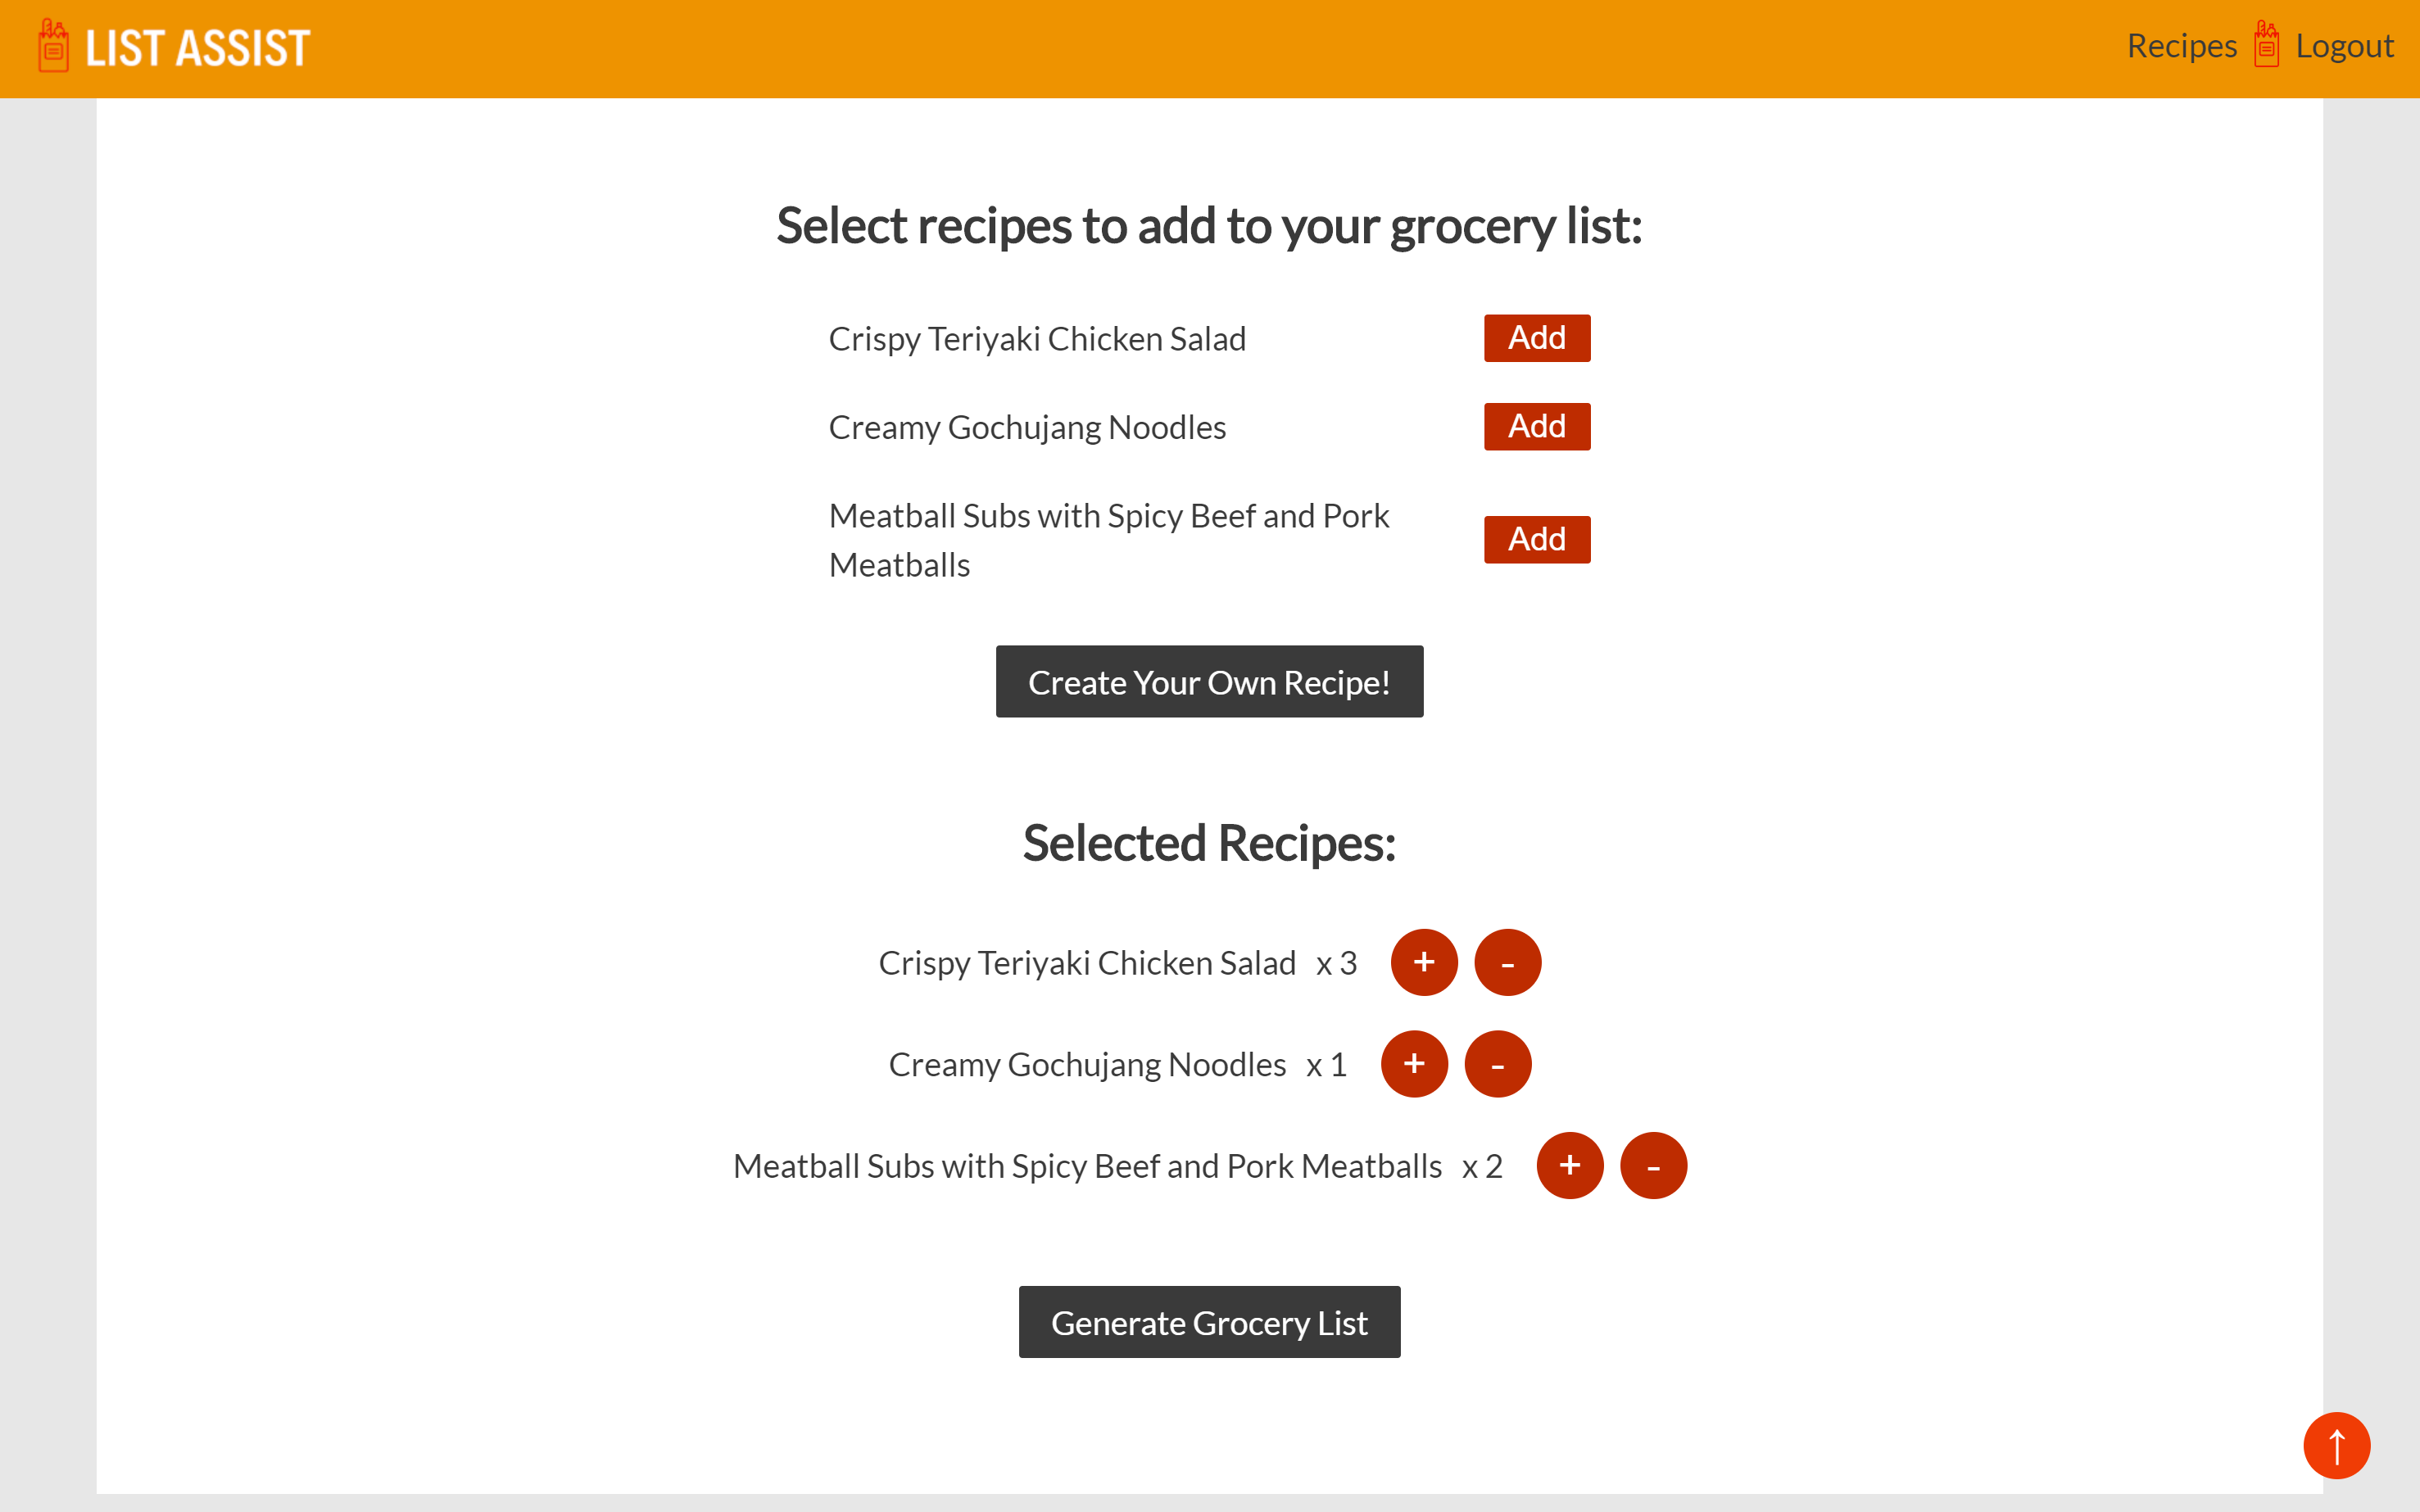 LIST ASSIST
Recipes Logout
Select recipes to add to your grocery list:
Crispy Teriyaki Chicken Salad Add
Creamy Gochujang Noodles Add
Meatball Subs with Spicy Beef and Pork
Meatballs
Add
Create Your Own Recipe!
Selected Recipes:
Crispy Teriyaki Chicken Salad x 3 + -
Creamy Gochujang Noodles x 1 + -
Meatball Subs with Spicy Beef and Pork Meatballs x 2 + -
Generate Grocery List
↑